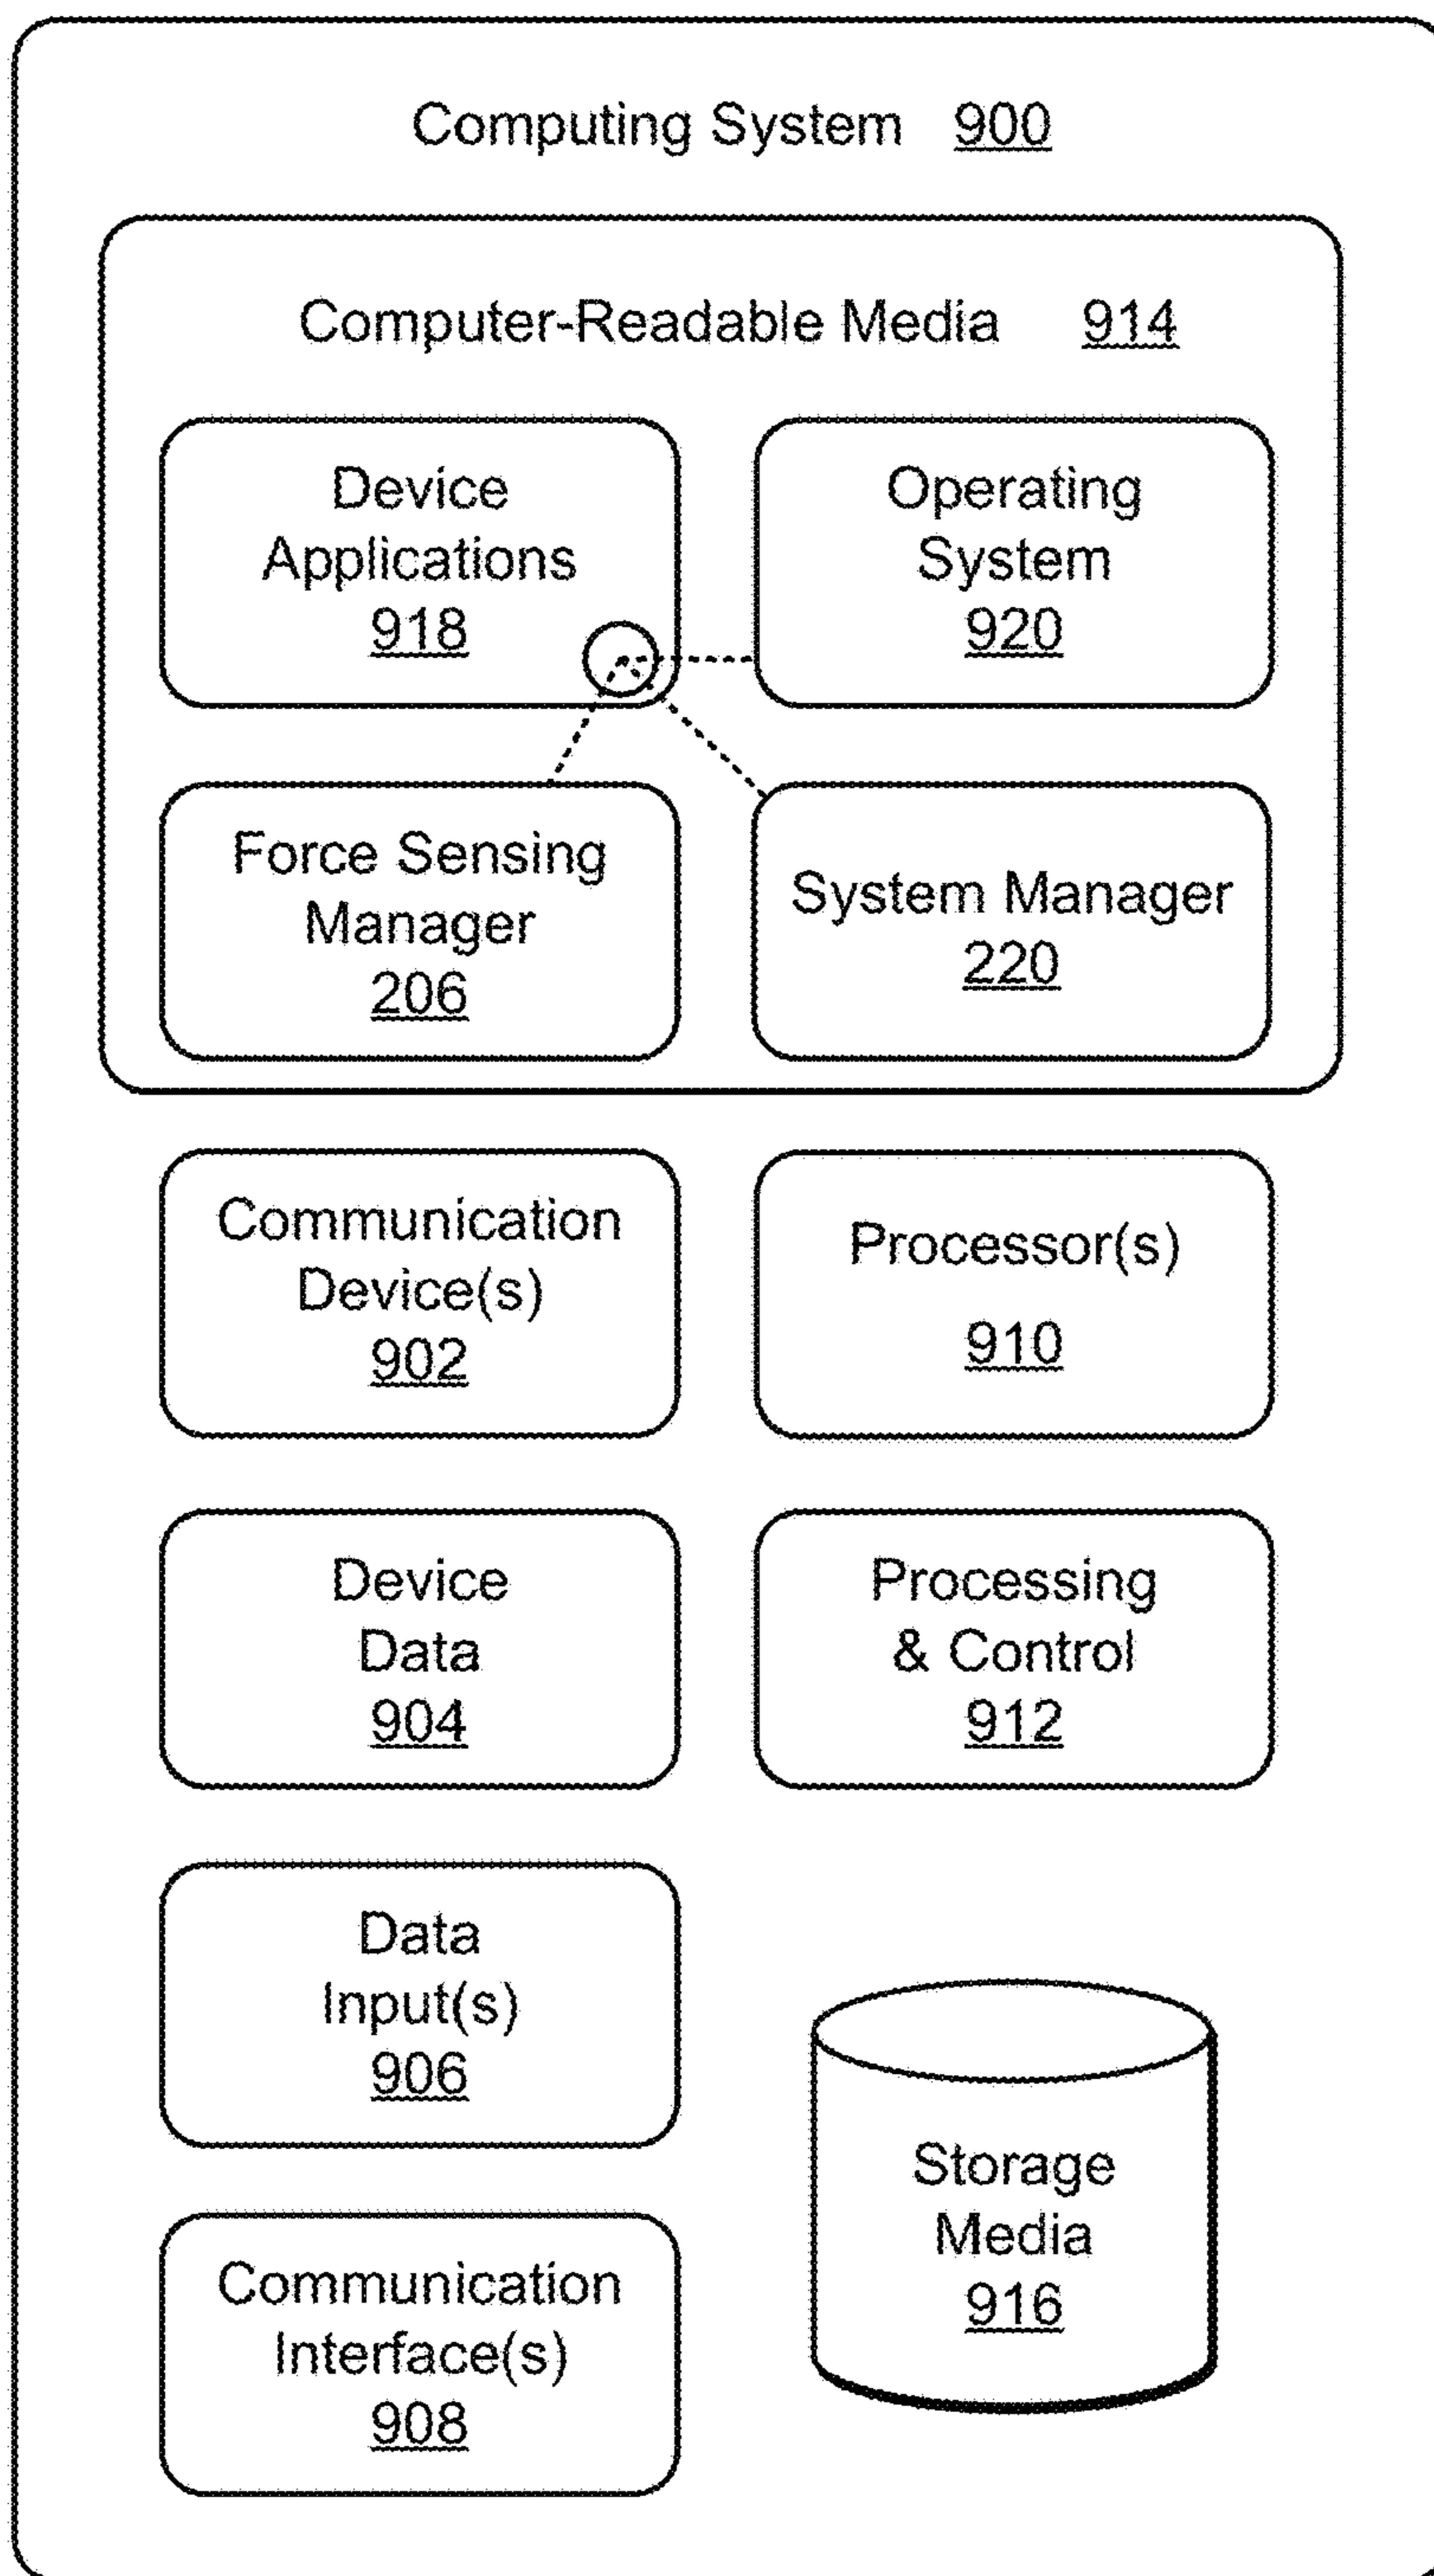 Computing System 900
Computer-Readable Media 914
Device
Applications
918
Operating
System
920
Force Sensing
Manager
206
System Manager
220
Communication
Device(s)
902
Processor(s)
910
Device
Data
904
Processing
& Control
912
Data
Input(s)
906
Storage
Media
916
Communication
Interface(s)
908